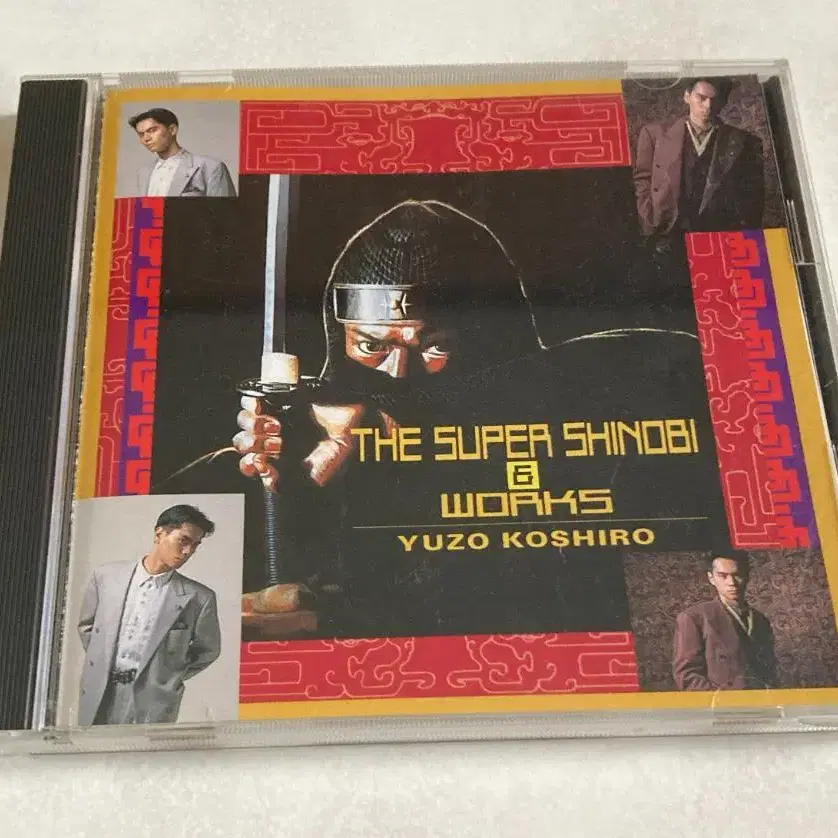 THE SUPER SHINOBI
&
WORKS
YUZO KOSHIRO